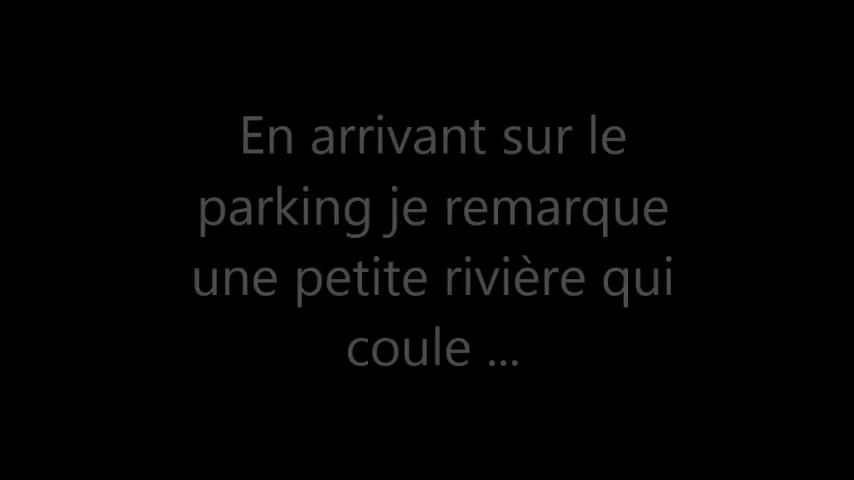 En arrivant sur le
parking je remarque
une petite rivière qui
coule ...